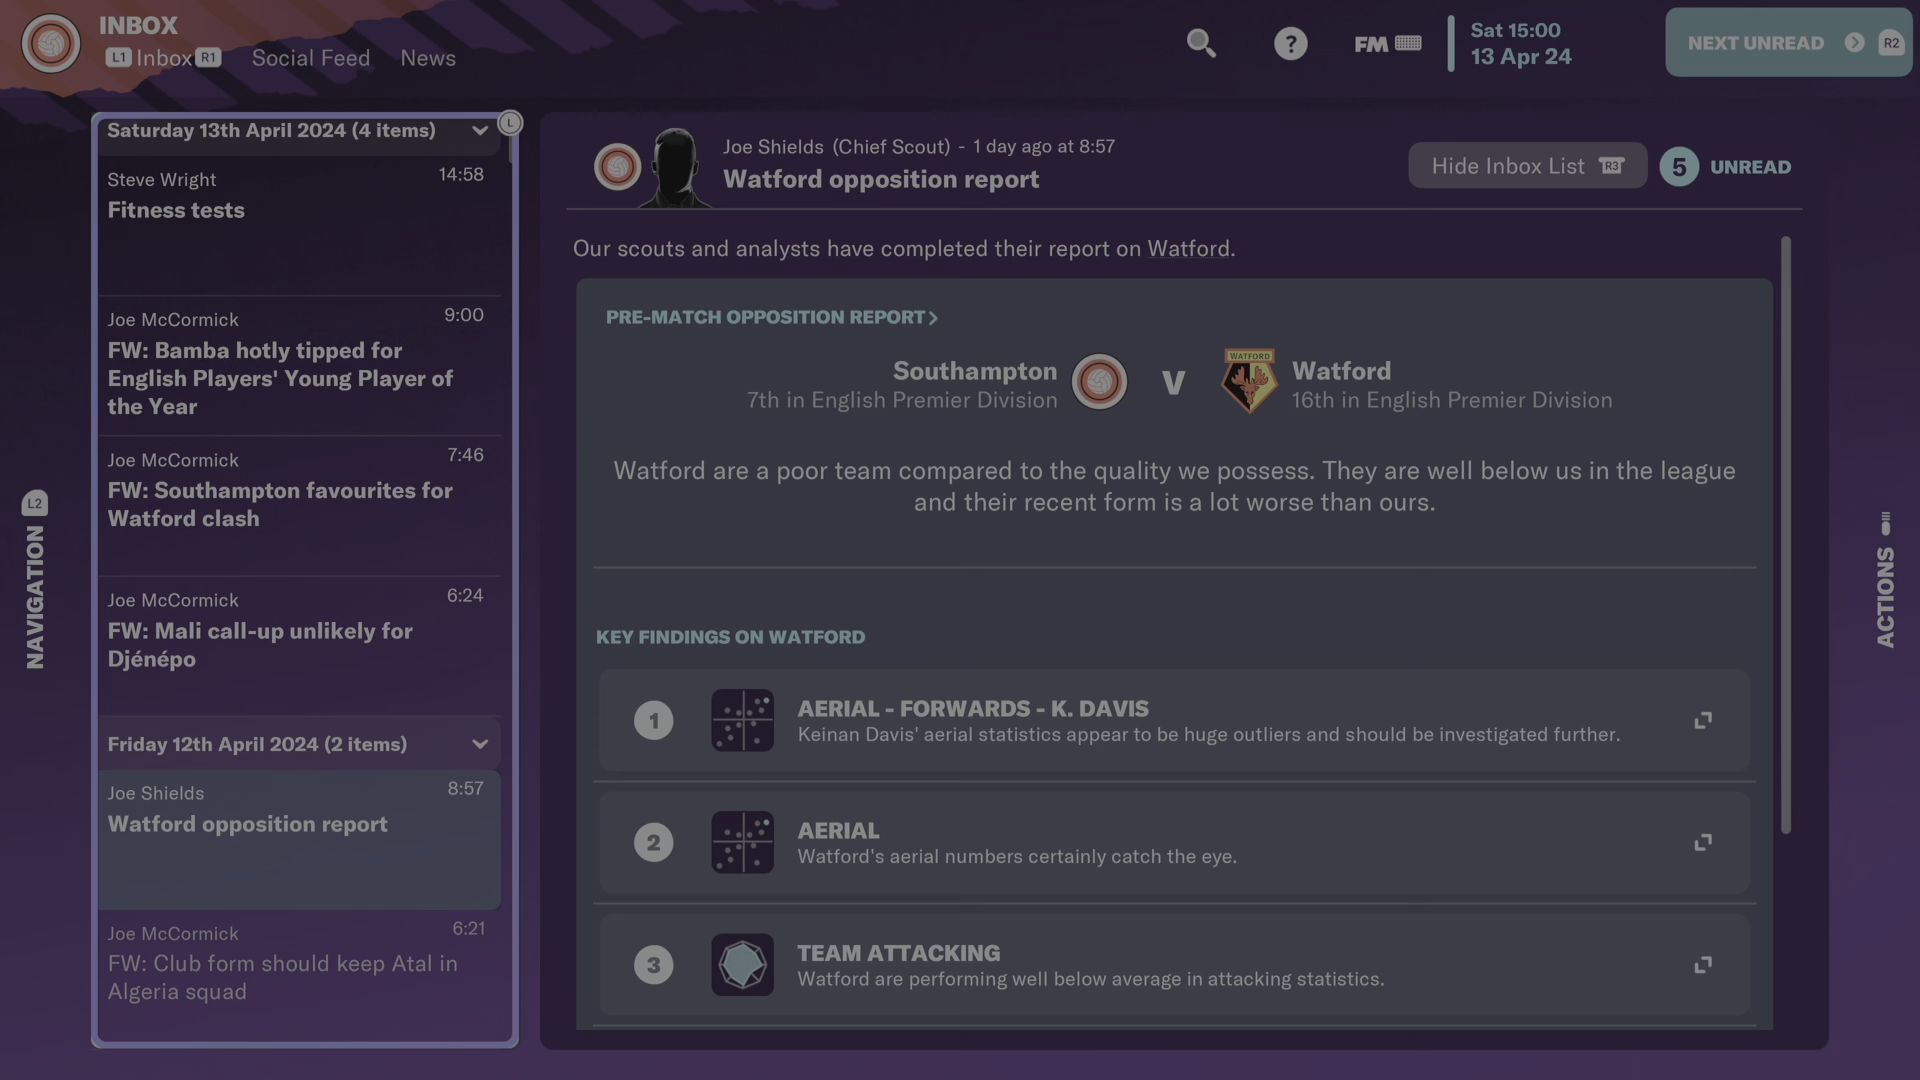 INBOX
L1 Inbox R1 Social Feed News
? FM
Sat 15:00
13 Apr 24
NEXT UNREAD R2
Saturday 13th April 2024 (4 items)
L
Steve Wright 14:58
Fitness tests
Joe McCormick 9:00
FW: Bamba hotly tipped for
English Players' Young Player of
the Year
Joe McCormick 7:46
FW: Southampton favourites for
Watford clash
Joe McCormick 6:24
FW: Mali call-up unlikely for
Djénépo
Friday 12th April 2024 (2 items)
Joe Shields 8:57
Watford opposition report
Joe McCormick 6:21
FW: Club form should keep Atal in
Algeria squad
L2
NAVIGATION
Joe Shields (Chief Scout) - 1 day ago at 8:57
Watford opposition report
Hide Inbox List R3
5 UNREAD
Our scouts and analysts have completed their report on Watford.
PRE-MATCH OPPOSITION REPORT
Southampton
7th in English Premier Division
V
WATFORD
Watford
16th in English Premier Division
Watford are a poor team compared to the quality we possess. They are well below us in the league
and their recent form is a lot worse than ours.
KEY FINDINGS ON WATFORD
1
AERIAL - FORWARDS - K. DAVIS
Keinan Davis' aerial statistics appear to be huge outliers and should be investigated further.
2
AERIAL
Watford's aerial numbers certainly catch the eye.
3
TEAM ATTACKING
Watford are performing well below average in attacking statistics.
ACTIONS